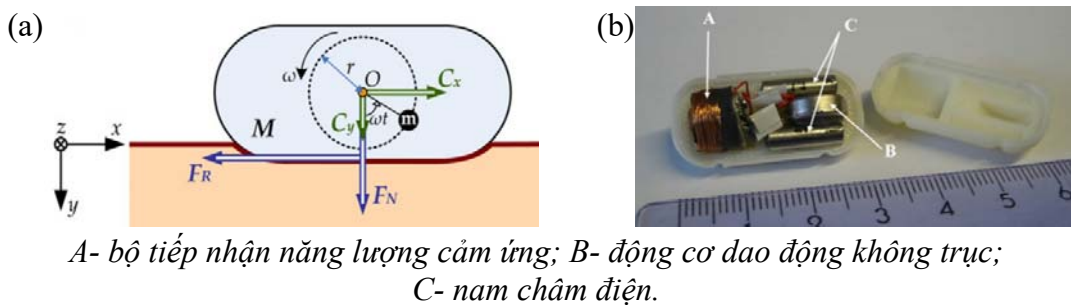 (a)
(b)
ω
r
O
Cx
Cy
ωt
m
M
z
x
y
FR
FN
A
C
B
1 2 3 4 5 6
A- bộ tiếp nhận năng lượng cảm ứng; B- động cơ dao động không trục;
C- nam châm điện.